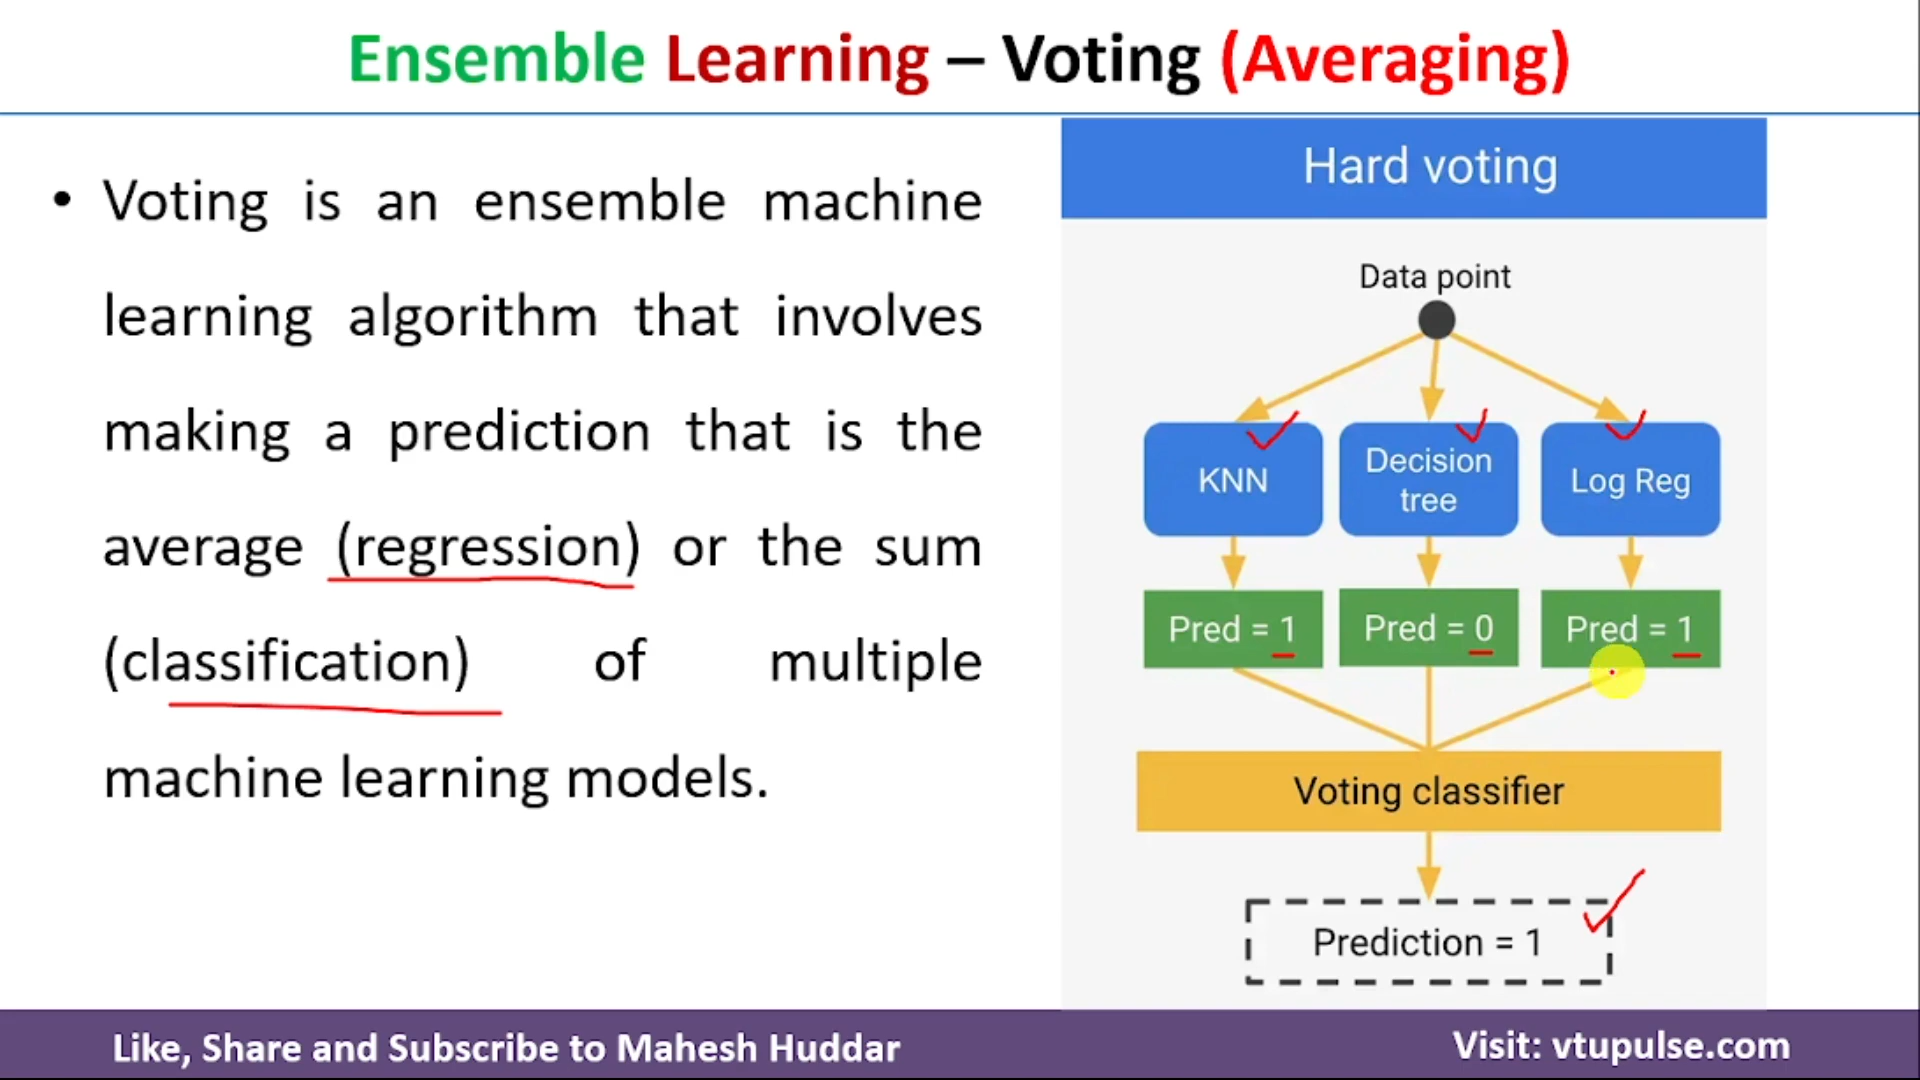 Ensemble Learning – Voting (Averaging)
• Voting is an ensemble machine
learning algorithm that involves
making a prediction that is the
average (regression) or the sum
(classification) of multiple
machine learning models.
Hard voting
Data point
KNN
Decision
tree
Log Reg
Pred = 1
Pred = 0
Pred = 1
Voting classifier
Prediction = 1
Like, Share and Subscribe to Mahesh Huddar
Visit: vtupulse.com